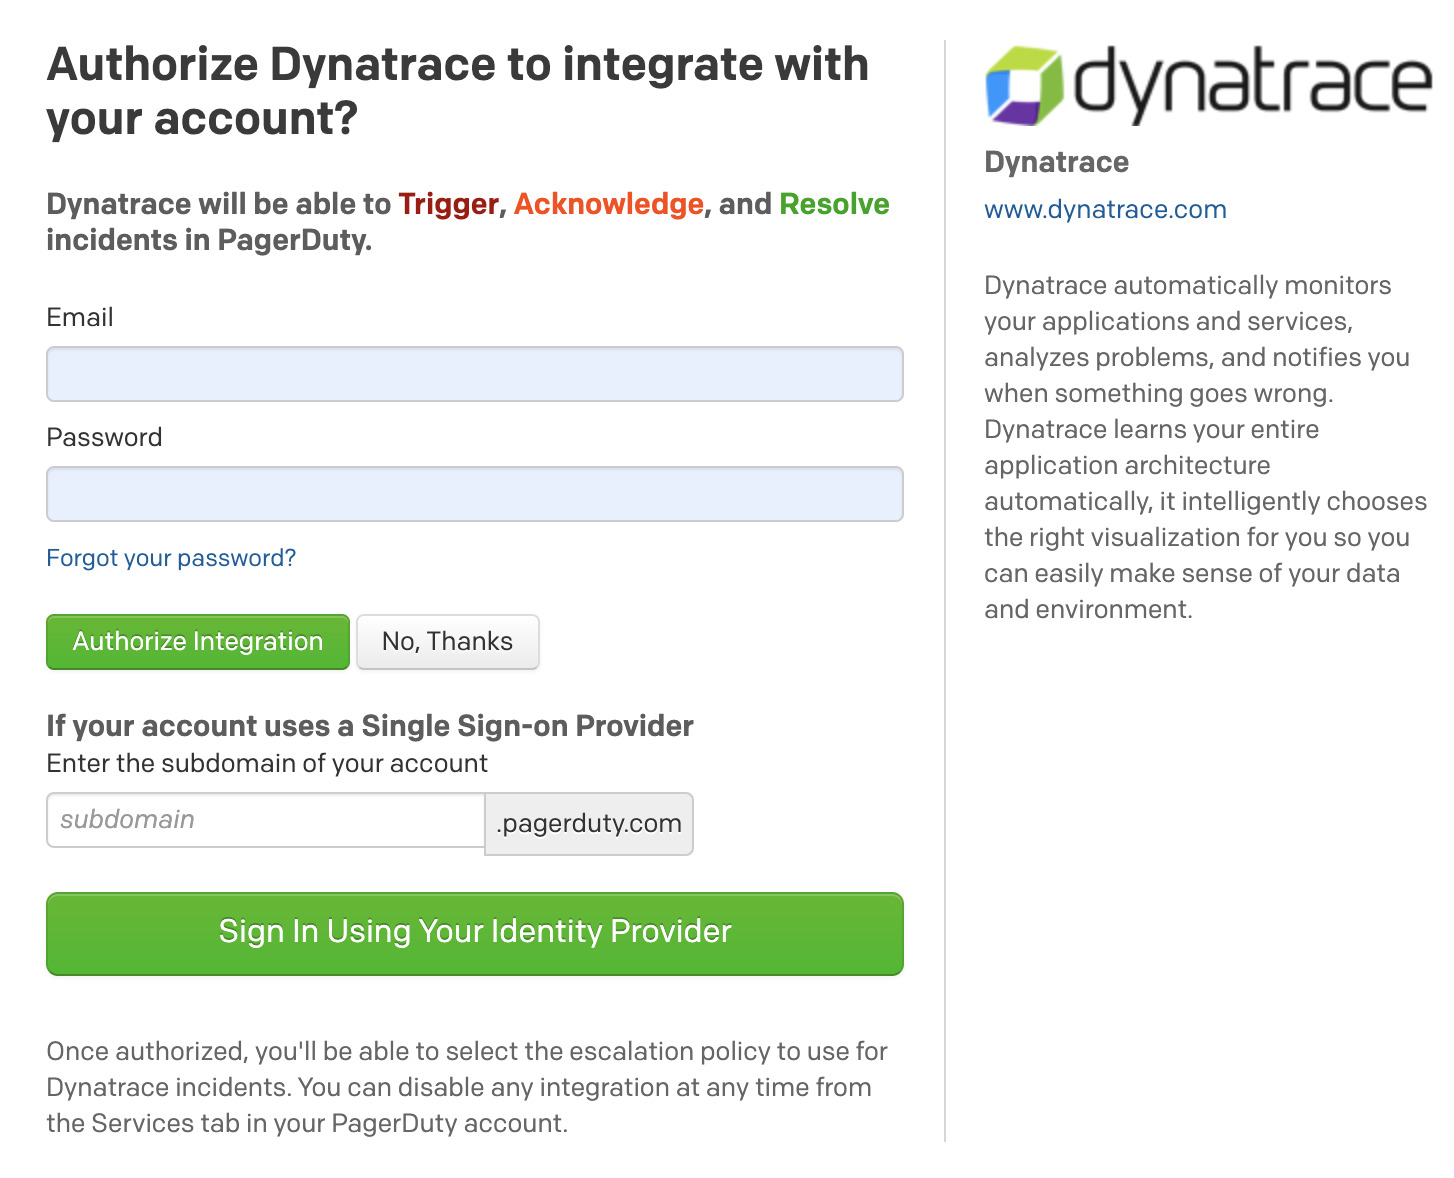 Authorize Dynatrace to integrate with
your account?
Dynatrace will be able to Trigger, Acknowledge, and Resolve
incidents in PagerDuty.
Email
Password
Forgot your password?
Authorize Integration
No, Thanks
If your account uses a Single Sign-on Provider
Enter the subdomain of your account
subdomain
.pagerduty.com
Sign In Using Your Identity Provider
Once authorized, you'll be able to select the escalation policy to use for
Dynatrace incidents. You can disable any integration at any time from
the Services tab in your PagerDuty account.
dynatrace
Dynatrace
www.dynatrace.com
Dynatrace automatically monitors
your applications and services,
analyzes problems, and notifies you
when something goes wrong.
Dynatrace learns your entire
application architecture
automatically, it intelligently chooses
the right visualization for you so you
can easily make sense of your data
and environment.